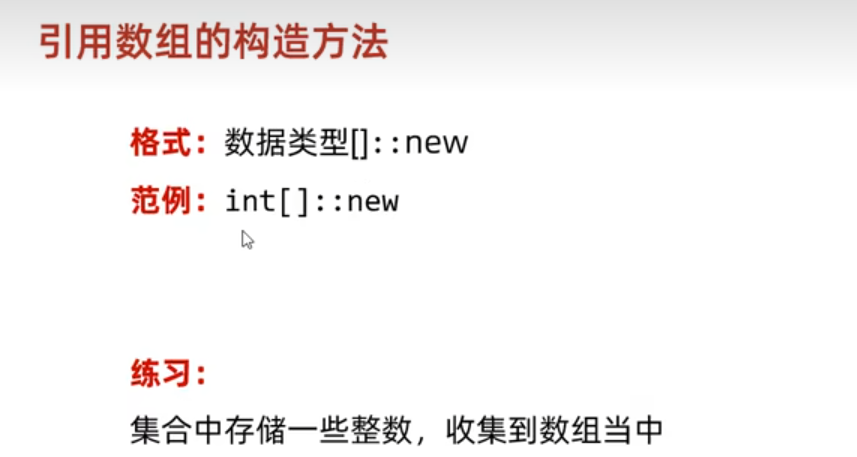 引用数组的构造方法
格式：数据类型[]::new
范例：int[]::new
练习：
集合中存储一些整数，收集到数组当中